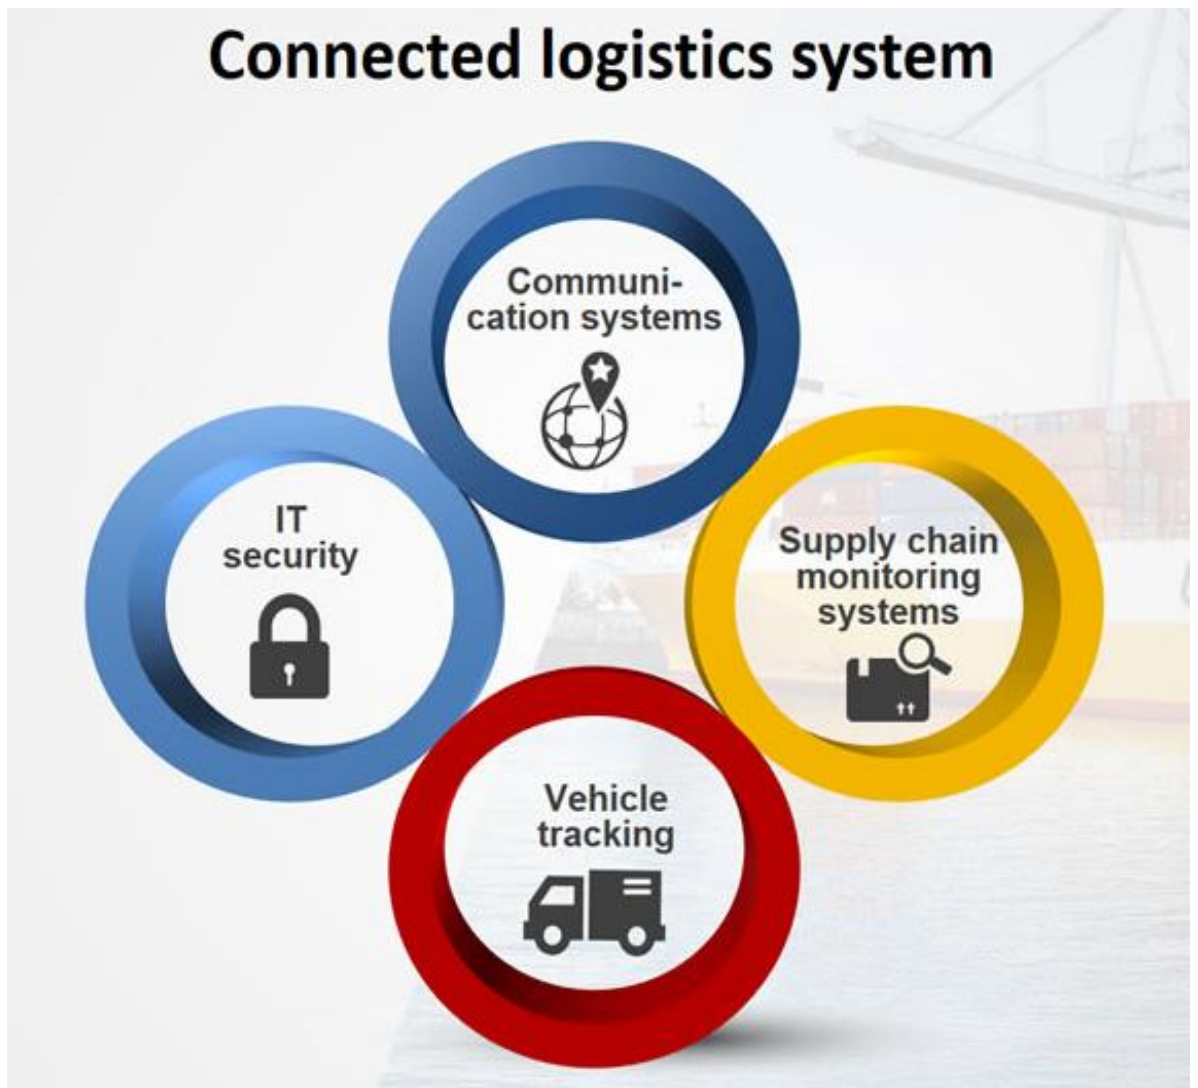 Connected logistics system
Communi-
cation systems
IT
security
Supply chain
monitoring
systems
Vehicle
tracking